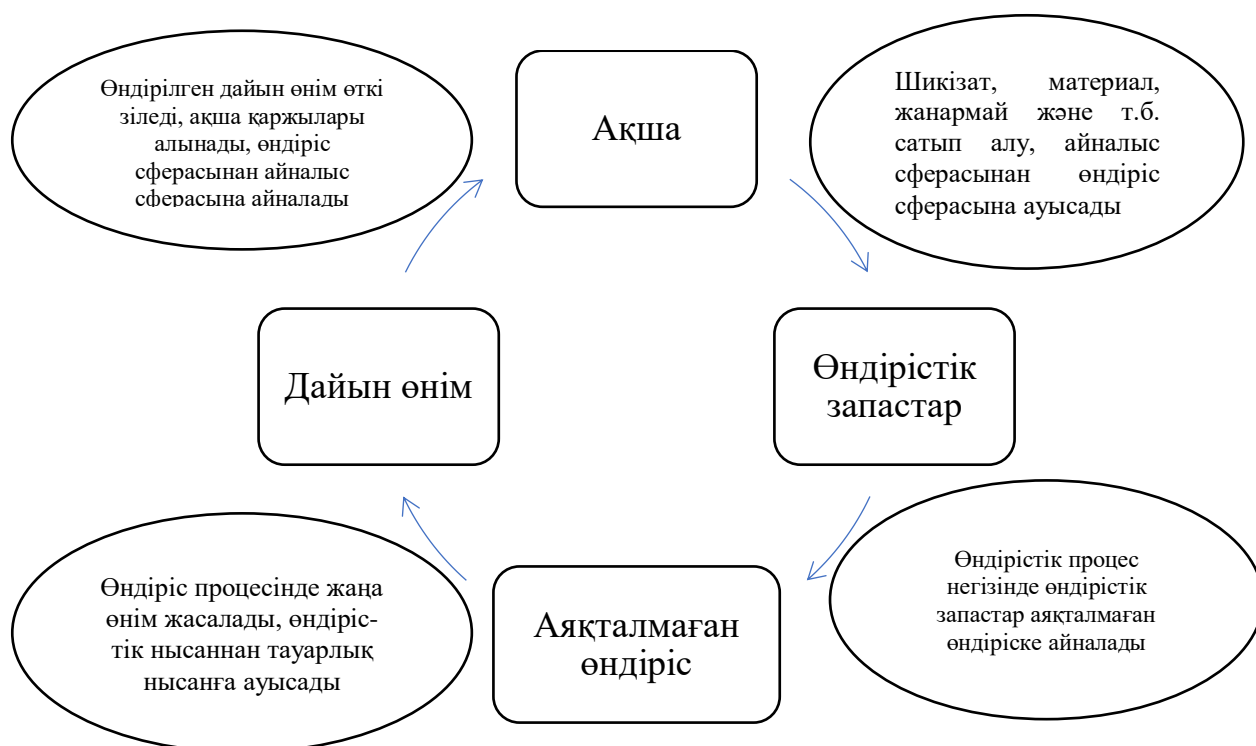 Өндірілген дайын өнім өткі
зіледі, ақша қаржылары
алынады, өндіріс
сферасынан айналыс
сферасына айналады
Ақша
Шикізат, материал,
жанармай және т.б.
сатып алу, айналыс
сферасынан өндіріс
сферасына ауысады
Дайын өнім
Өндірістік
запастар
Өндіріс процесінде жаңа
өнім жасалады, өндіріс-
тік нысаннан тауарлық
нысанға ауысады
Аяқталмаған
өндіріс
Өндірістік процес
негізінде өндірістік
запастар аяқталмаған
өндіріске айналады